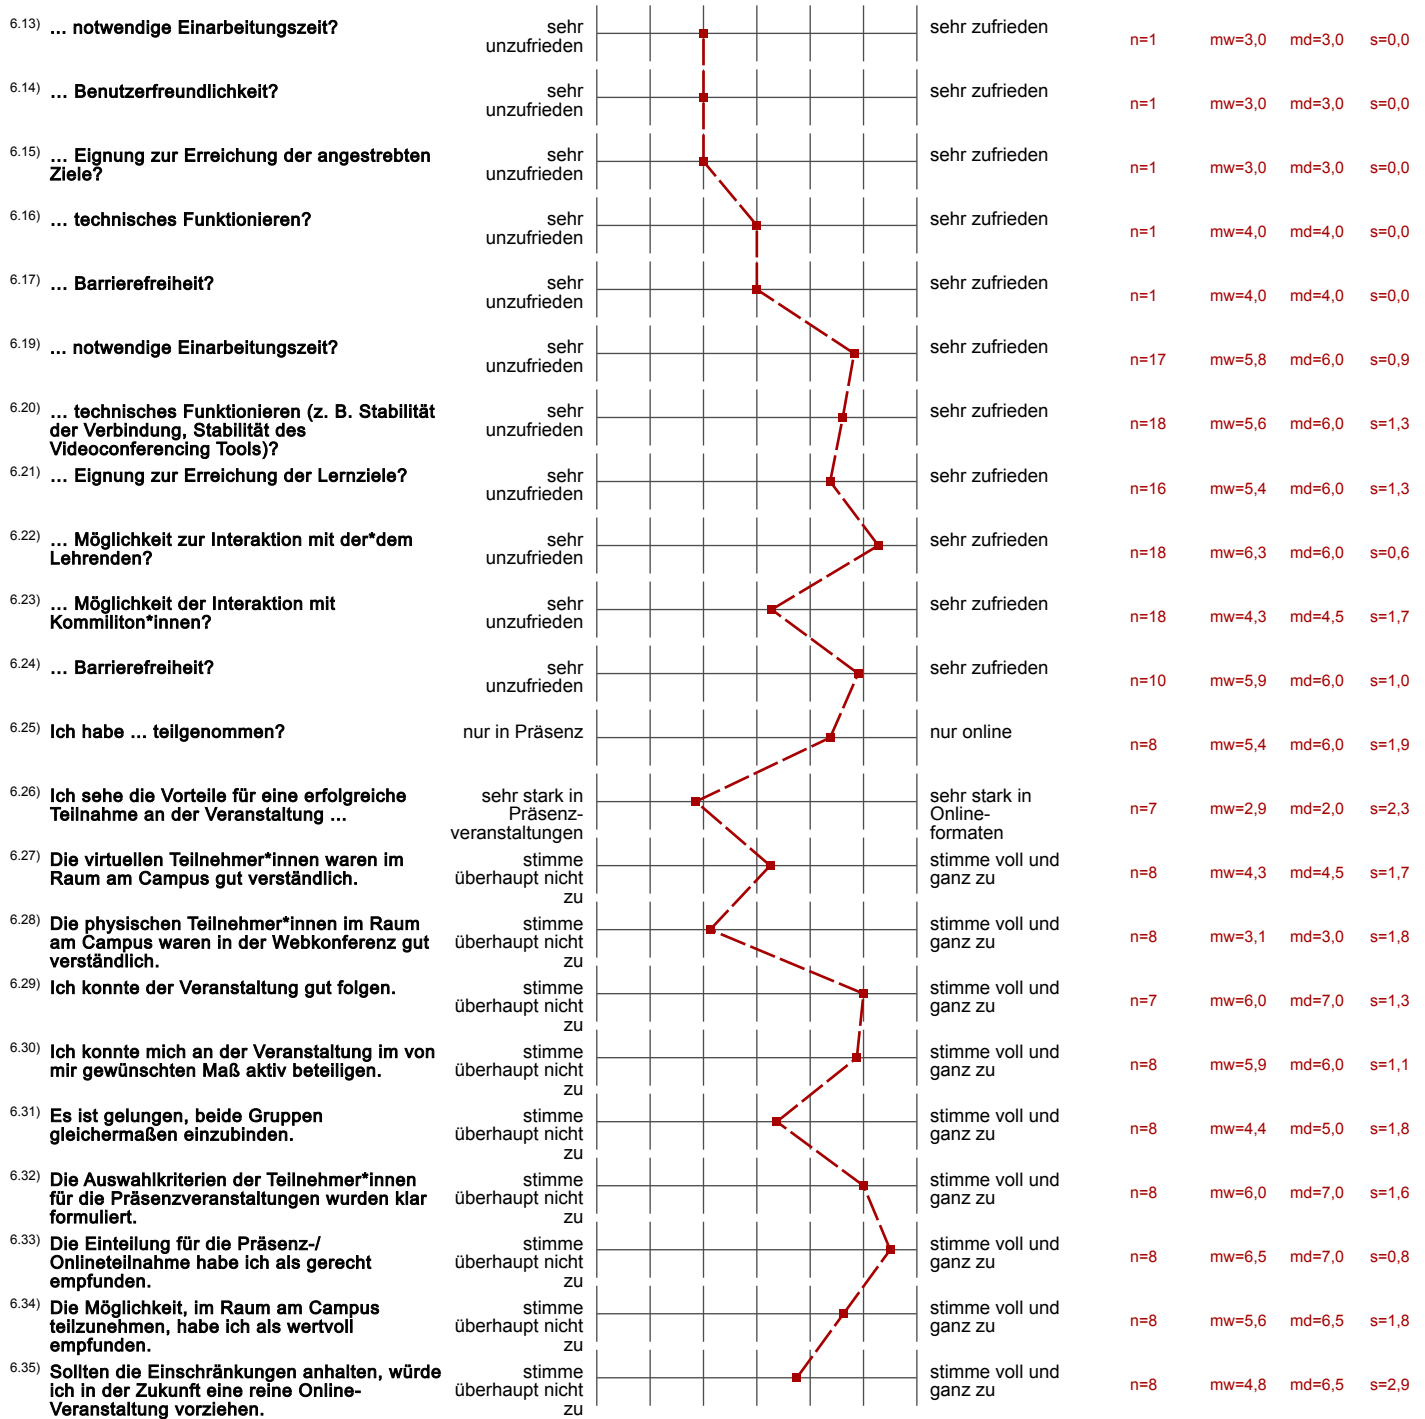 6.13) ... notwendige Einarbeitungszeit? sehr unzufrieden sehr zufrieden n=1 mw=3,0 md=3,0 s=0,0
6.14) ... Benutzerfreundlichkeit? sehr unzufrieden sehr zufrieden n=1 mw=3,0 md=3,0 s=0,0
6.15) ... Eignung zur Erreichung der angestrebten
Ziele? sehr unzufrieden sehr zufrieden n=1 mw=3,0 md=3,0 s=0,0
6.16) ... technisches Funktionieren? sehr unzufrieden sehr zufrieden n=1 mw=4,0 md=4,0 s=0,0
6.17) ... Barrierefreiheit? sehr unzufrieden sehr zufrieden n=1 mw=4,0 md=4,0 s=0,0
6.19) ... notwendige Einarbeitungszeit? sehr unzufrieden sehr zufrieden n=17 mw=5,8 md=6,0 s=0,9
6.20) ... technisches Funktionieren (z. B. Stabilität
der Verbindung, Stabilität des
Videoconferencing Tools)? sehr unzufrieden sehr zufrieden n=18 mw=5,6 md=6,0 s=1,3
6.21) ... Eignung zur Erreichung der Lernziele? sehr unzufrieden sehr zufrieden n=16 mw=5,4 md=6,0 s=1,3
6.22) ... Möglichkeit zur Interaktion mit der*dem
Lehrenden? sehr unzufrieden sehr zufrieden n=18 mw=6,3 md=6,0 s=0,6
6.23) ... Möglichkeit der Interaktion mit
Kommiliton*innen? sehr unzufrieden sehr zufrieden n=18 mw=4,3 md=4,5 s=1,7
6.24) ... Barrierefreiheit? sehr unzufrieden sehr zufrieden n=10 mw=5,9 md=6,0 s=1,0
6.25) Ich habe ... teilgenommen? nur in Präsenz nur online n=8 mw=5,4 md=6,0 s=1,9
6.26) Ich sehe die Vorteile für eine erfolgreiche
Teilnahme an der Veranstaltung ...
sehr stark in
Präsenz-
veranstaltungen
sehr stark in
Online-
formaten
n=7 mw=2,9 md=2,0 s=2,3
6.27) Die virtuellen Teilnehmer*innen waren im
Raum am Campus gut verständlich.
stimme
überhaupt nicht
zu
stimme voll und
ganz zu
n=8 mw=4,3 md=4,5 s=1,7
6.28) Die physischen Teilnehmer*innen im Raum
am Campus waren in der Webkonferenz gut
verständlich.
stimme
überhaupt nicht
zu
stimme voll und
ganz zu
n=8 mw=3,1 md=3,0 s=1,8
6.29) Ich konnte der Veranstaltung gut folgen.
stimme
überhaupt nicht
zu
stimme voll und
ganz zu
n=7 mw=6,0 md=7,0 s=1,3
6.30) Ich konnte mich an der Veranstaltung im von
mir gewünschten Maß aktiv beteiligen.
stimme
überhaupt nicht
zu
stimme voll und
ganz zu
n=8 mw=5,9 md=6,0 s=1,1
6.31) Es ist gelungen, beide Gruppen
gleichermaßen einzubinden.
stimme
überhaupt nicht
zu
stimme voll und
ganz zu
n=8 mw=4,4 md=5,0 s=1,8
6.32) Die Auswahlkriterien der Teilnehmer*innen
für die Präsenzveranstaltungen wurden klar
formuliert.
stimme
überhaupt nicht
zu
stimme voll und
ganz zu
n=8 mw=6,0 md=7,0 s=1,6
6.33) Die Einteilung für die Präsenz-/
Onlineteilnahme habe ich als gerecht
empfunden.
stimme
überhaupt nicht
zu
stimme voll und
ganz zu
n=8 mw=6,5 md=7,0 s=0,8
6.34) Die Möglichkeit, im Raum am Campus
teilzunehmen, habe ich als wertvoll
empfunden.
stimme
überhaupt nicht
zu
stimme voll und
ganz zu
n=8 mw=5,6 md=6,5 s=1,8
6.35) Sollten die Einschränkungen anhalten, würde
ich in der Zukunft eine reine Online-
Veranstaltung vorziehen.
stimme
überhaupt nicht
zu
stimme voll und
ganz zu
n=8 mw=4,8 md=6,5 s=2,9